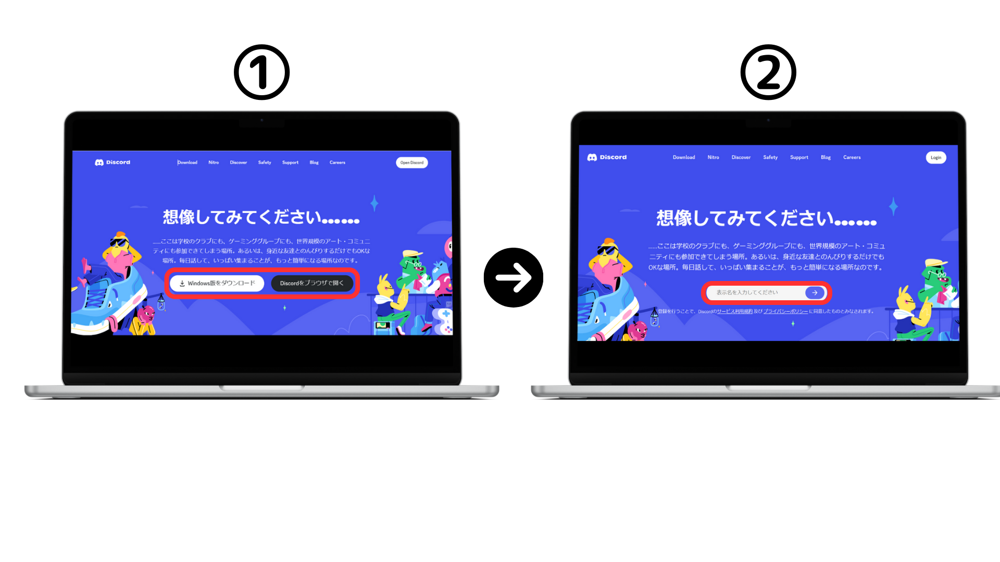 ①
Discord
Download Nitro Discover Safety Support Blog Careers
Open Discord
想像してみてください……
……ここは学校のクラブにも、ゲーミンググループにも、世界規模のアート・コミュニ
ティにも参加できてしまう場所。あるいは、身近な友達とのんびりするだけでもOKな
場所。毎日話して、いっぱい集まることが、もっと簡単になる場所なのです。
Windows版をダウンロード
Discordをブラウザで開く
②
Discord
Download Nitro Discover Safety Support Blog Careers
Login
想像してみてください……
……ここは学校のクラブにも、ゲーミンググループにも、世界規模のアート・コミュ
ニティにも参加できてしまう場所。あるいは、身近な友達とのんびりするだけでも
OKな場所。毎日話して、いっぱい集まることが、もっと簡単になる場所なのです。
表示名を入力してください
登録を行うことで、Discordのサービス利用規約 及び プライバシーポリシー に同意したものとみなされます。